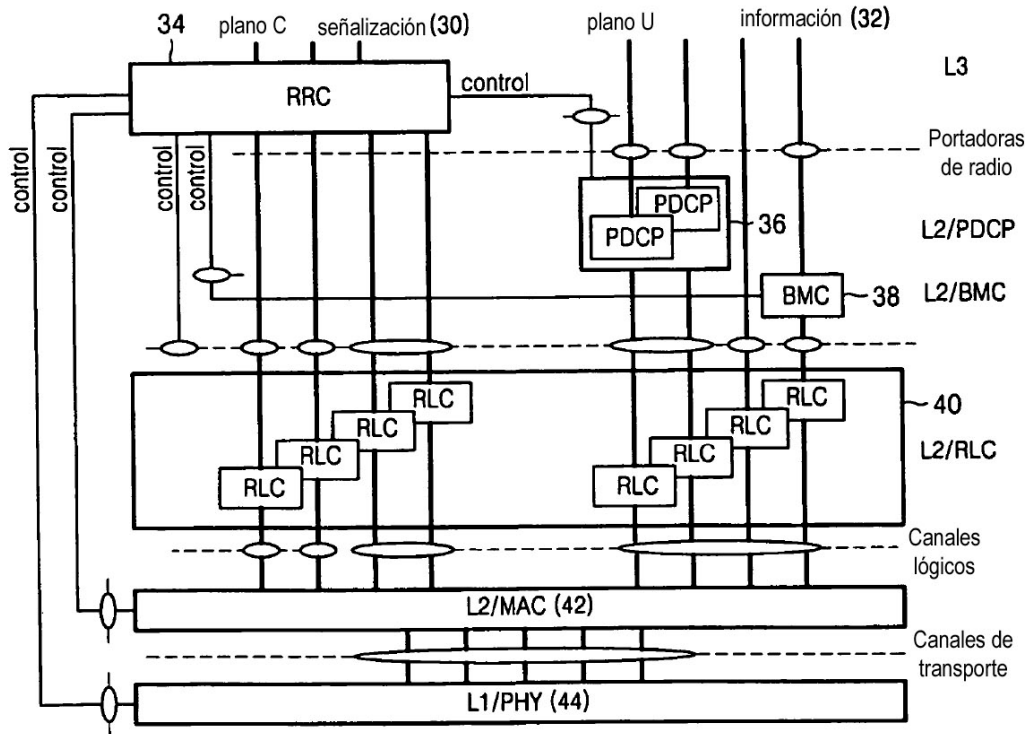 34
plano C
señalización (30)
plano U
información (32)
L3
RRC
control
control
control
control
control
Portadoras
de radio
PDCP
PDCP
36
L2/PDCP
BMC
38
L2/BMC
RLC
RLC
RLC
RLC
RLC
RLC
RLC
RLC
40
L2/RLC
Canales
lógicos
L2/MAC (42)
Canales de
transporte
L1/PHY (44)